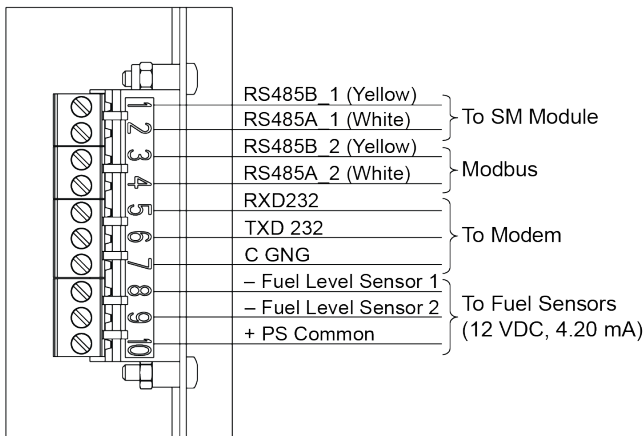 1 RS485B_1 (Yellow)
2 RS485A_1 (White)
To SM Module
3 RS485B_2 (Yellow)
4 RS485A_2 (White)
Modbus
5 RXD232
6 TXD 232
7 C GNG
To Modem
8 – Fuel Level Sensor 1
9 – Fuel Level Sensor 2
10 + PS Common
To Fuel Sensors
(12 VDC, 4.20 mA)